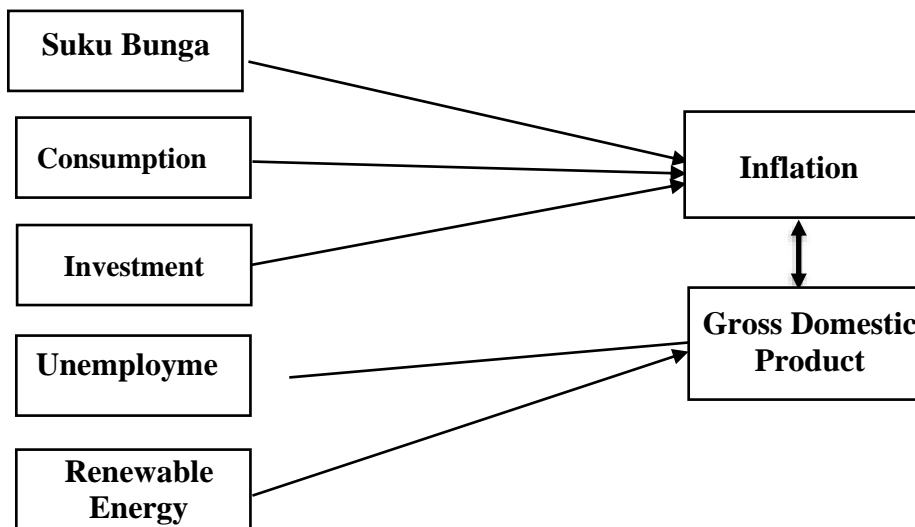 Suku Bunga
Consumption
Investment
Unemployme
Renewable
Energy
Inflation
Gross Domestic
Product